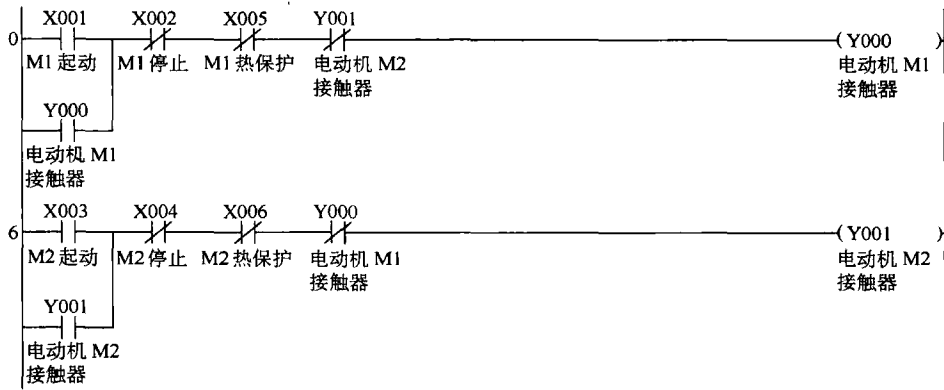 X001 X002 X005 Y001
0 ( Y000 )
M1 起动 M1 停止 M1 热保护 电动机 M2 电动机 M1
接触器 接触器
Y000
电动机 M1
接触器
X003 X004 X006 Y000
6 ( Y001 )
M2 起动 M2 停止 M2 热保护 电动机 M1 电动机 M2
接触器 接触器
Y001
电动机 M2
接触器